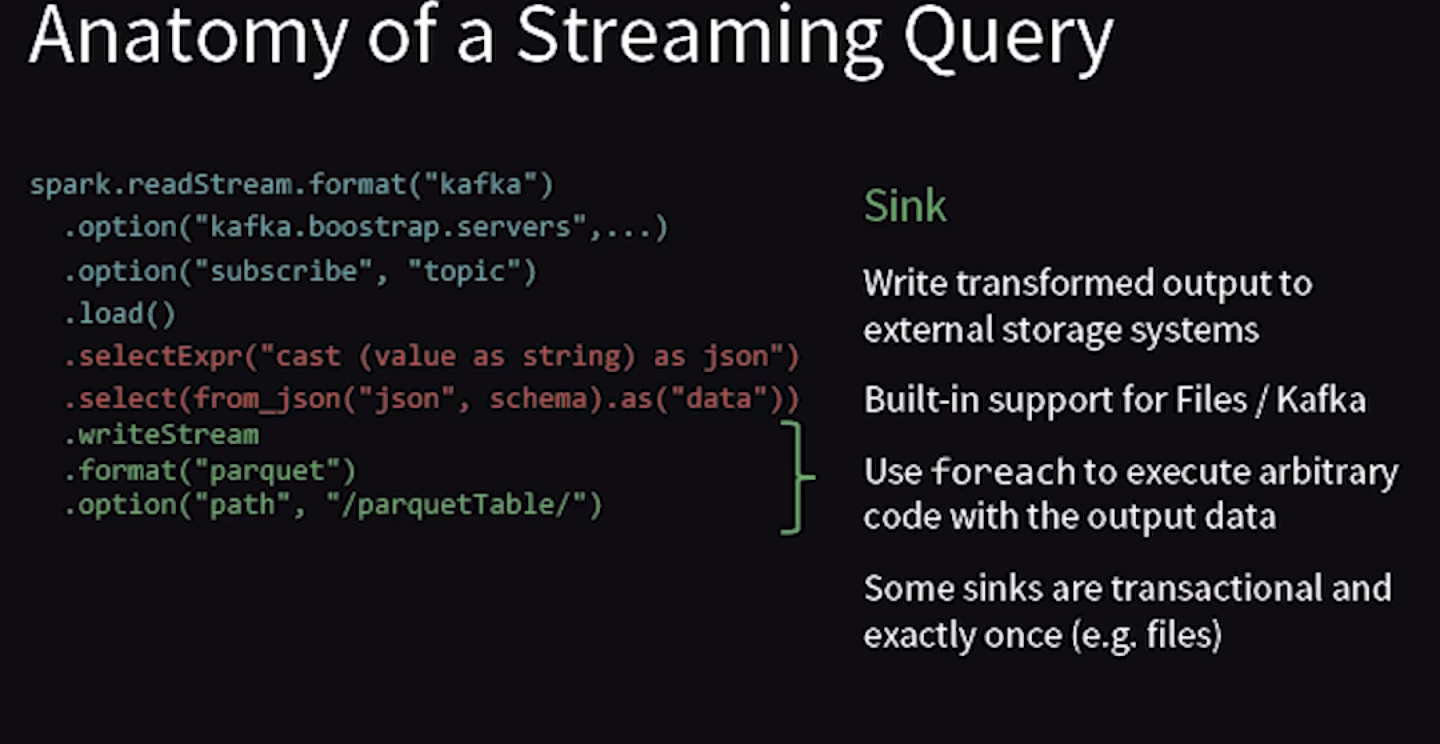 Anatomy of a Streaming Query
spark.readStream.format("kafka")
.option("kafka.boostrap.servers",...)
.option("subscribe", "topic")
.load()
.selectExpr("cast (value as string) as json")
.select(from_json("json", schema).as("data"))
.writeStream
.format("parquet")
.option("path", "/parquetTable/")
Sink
Write transformed output to
external storage systems
Built-in support for Files / Kafka
Use foreach to execute arbitrary
code with the output data
Some sinks are transactional and
exactly once (e.g. files)